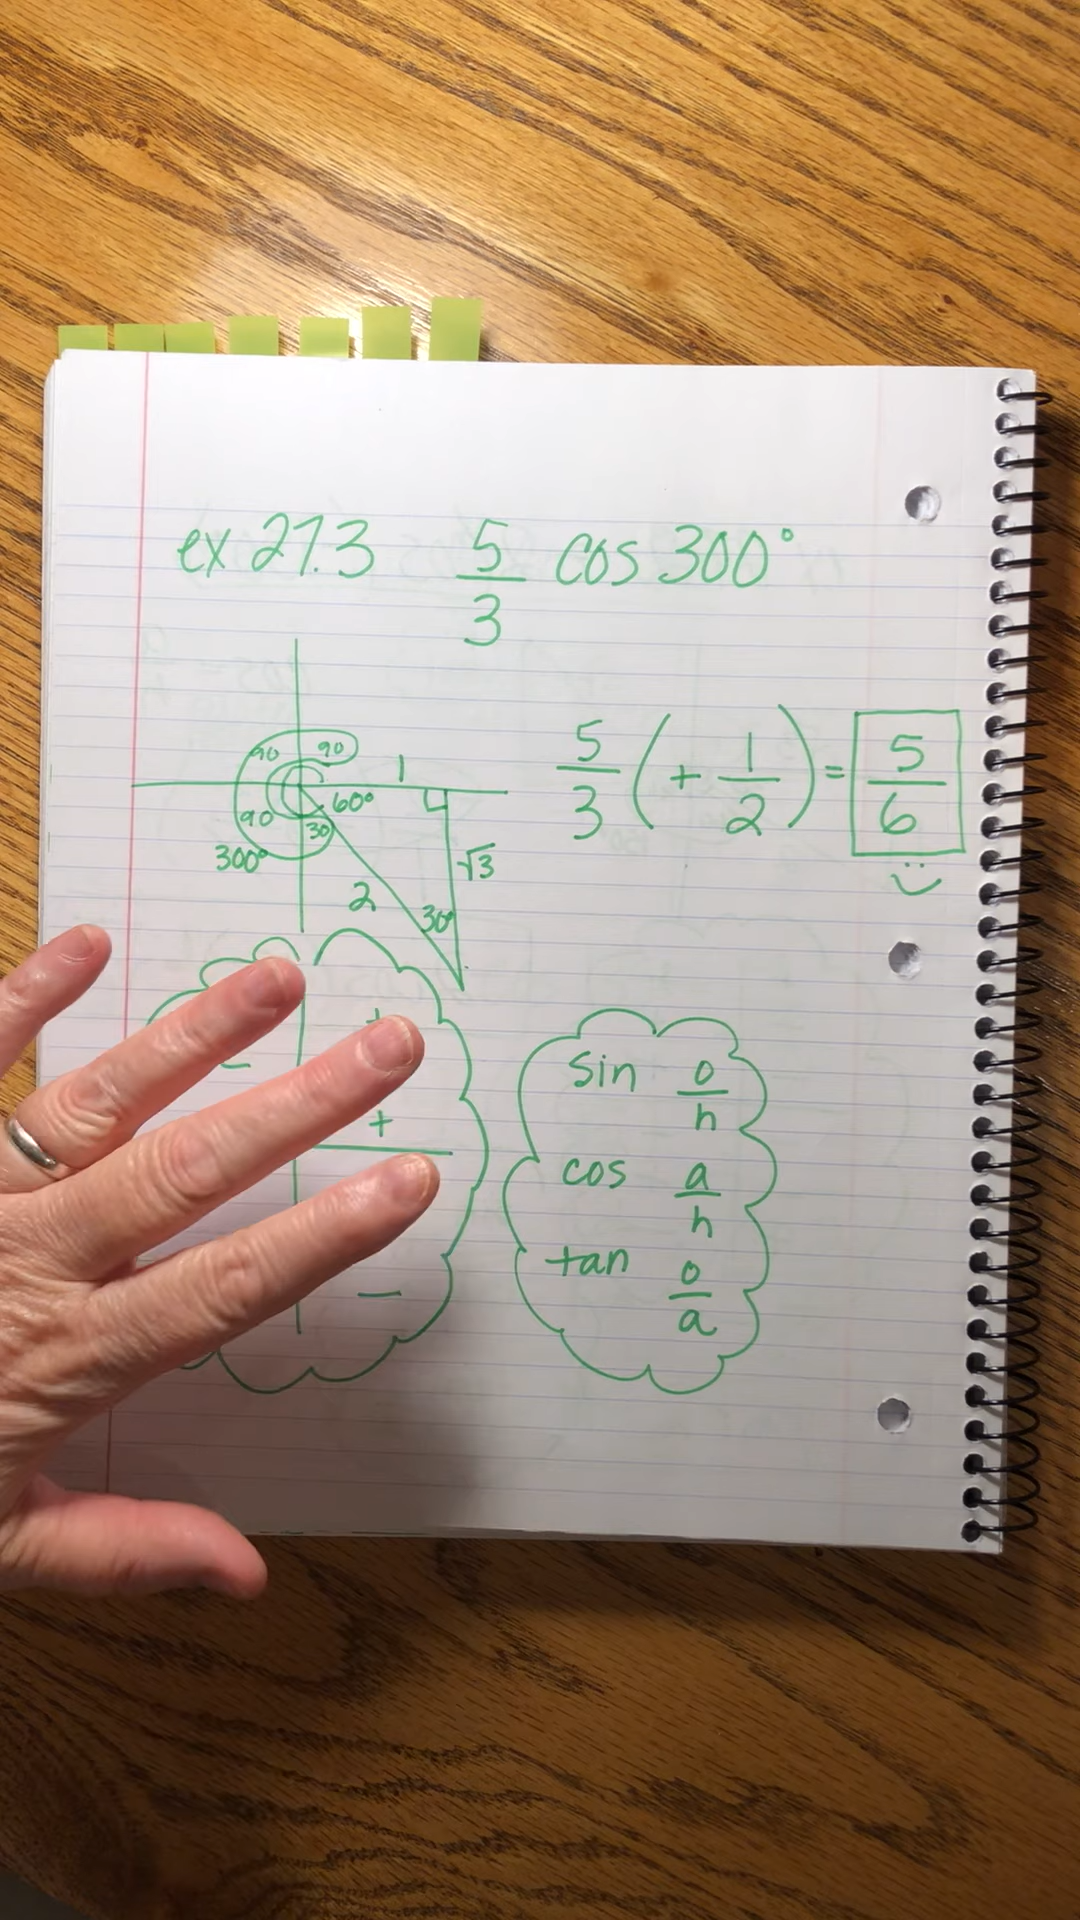 ex 27.3 5/3 cos 300°
90 90 1
90 60°
30
300° √3
2 30°
5/3 (+ 1/2) = 5/6
+
−
+
−
sin o/h
cos a/h
tan o/a